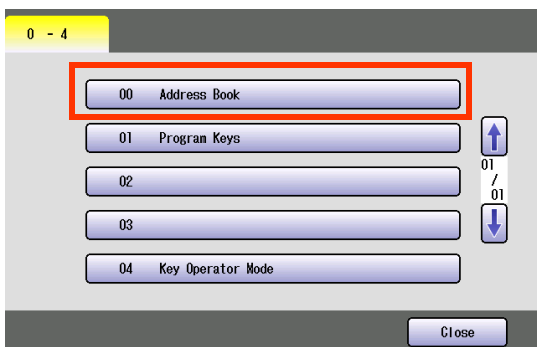 0 - 4
00 Address Book
01 Program Keys
02
03
04 Key Operator Mode
01
/
01
Close